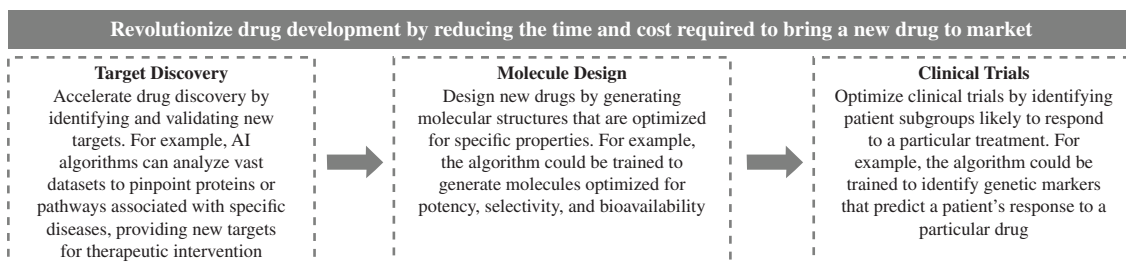 Revolutionize drug development by reducing the time and cost required to bring a new drug to market
Target Discovery
Accelerate drug discovery by
identifying and validating new
targets. For example, AI
algorithms can analyze vast
datasets to pinpoint proteins or
pathways associated with specific
diseases, providing new targets
for therapeutic intervention
Molecule Design
Design new drugs by generating
molecular structures that are optimized
for specific properties. For example,
the algorithm could be trained to
generate molecules optimized for
potency, selectivity, and bioavailability
Clinical Trials
Optimize clinical trials by identifying
patient subgroups likely to respond
to a particular treatment. For
example, the algorithm could be
trained to identify genetic markers
that predict a patient’s response to a
particular drug